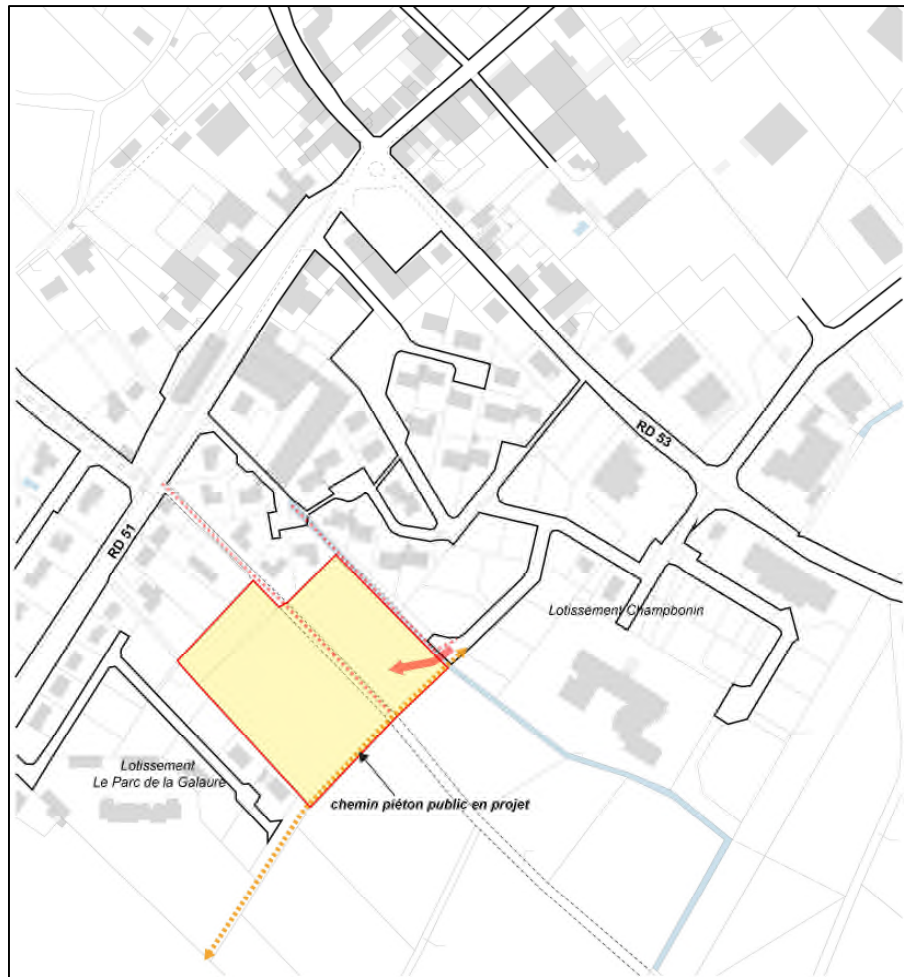 RD 53
RD 51
Lotissement Champbonin
Lotissement
Le Parc de la Galaure
chemin piéton public en projet